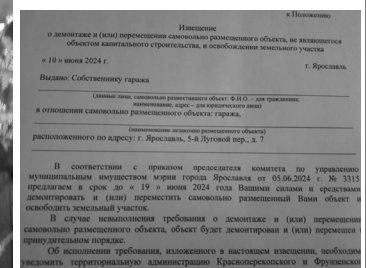 к Положению
Извещение
о демонтаже и (или) перемещении самовольно размещенного объекта, не являющегося
объектом капитального строительства, и освобождении земельного участка
« 10 » июня 2024 г.
г. Ярославль
Выдано: Собственнику гаража
(данные лица, самовольно разместившего объект: Ф.И.О. – для гражданина;
наименование, адрес – для юридического лица)
в отношении самовольно размещенного объекта: гаража,
(наименование незаконно размещенного объекта)
расположенного по адресу: г. Ярославль, 5-й Луговой пер., д. 7
В соответствии с приказом председателя комитета по управлению
муниципальным имуществом мэрии города Ярославля от 05.06.2024 г. № 3315
предлагаем в срок до « 19 » июня 2024 года Вашими силами и средствами
демонтировать и (или) переместить самовольно размещенный Вами объект и
освободить земельный участок.
В случае невыполнения требования о демонтаже и (или) перемещении
самовольно размещенного объекта, объект будет демонтирован и (или) перемещен в
принудительном порядке.
Об исполнении требования, изложенного в настоящем извещении, необходимо
уведомить территориальную администрацию Красноперекопского и Фрунзенского